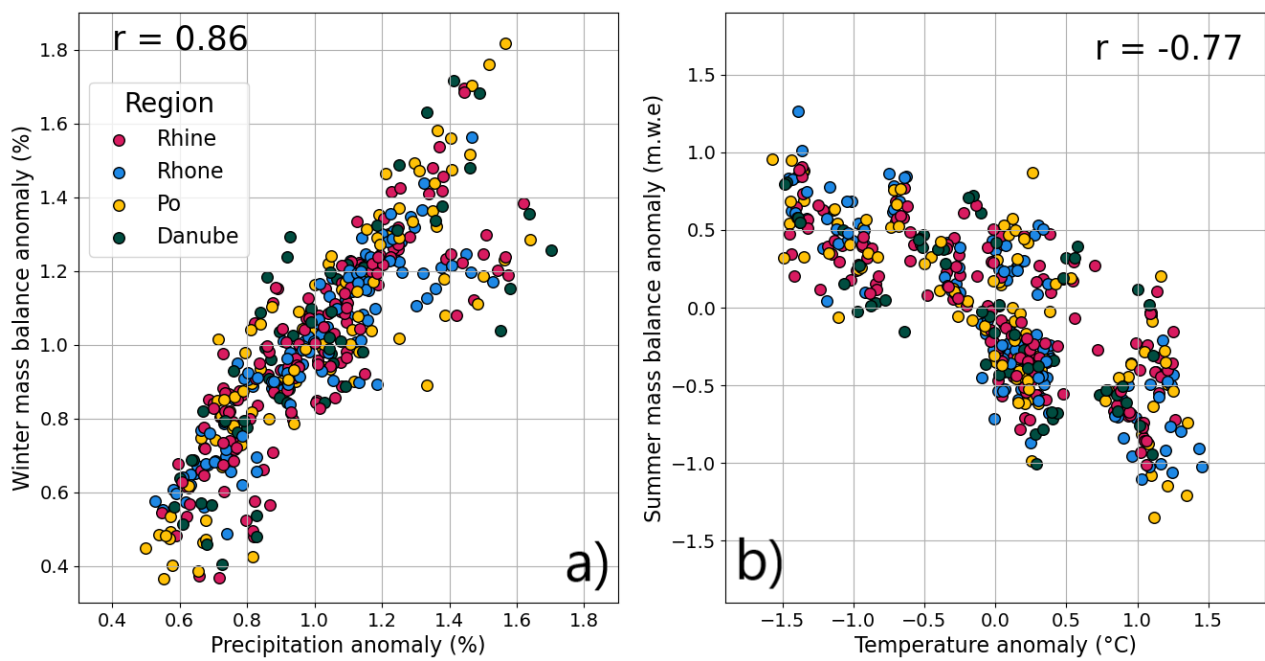 r = 0.86
Region
Rhine
Rhone
Po
Danube
a)
Winter mass balance anomaly (%)
1.8
1.6
1.4
1.2
1.0
0.8
0.6
0.4
0.4 0.6 0.8 1.0 1.2 1.4 1.6 1.8
Precipitation anomaly (%)
r = -0.77
b)
Summer mass balance anomaly (m.w.e)
1.5
1.0
0.5
0.0
−0.5
−1.0
−1.5
−1.5 −1.0 −0.5 0.0 0.5 1.0 1.5
Temperature anomaly (°C)